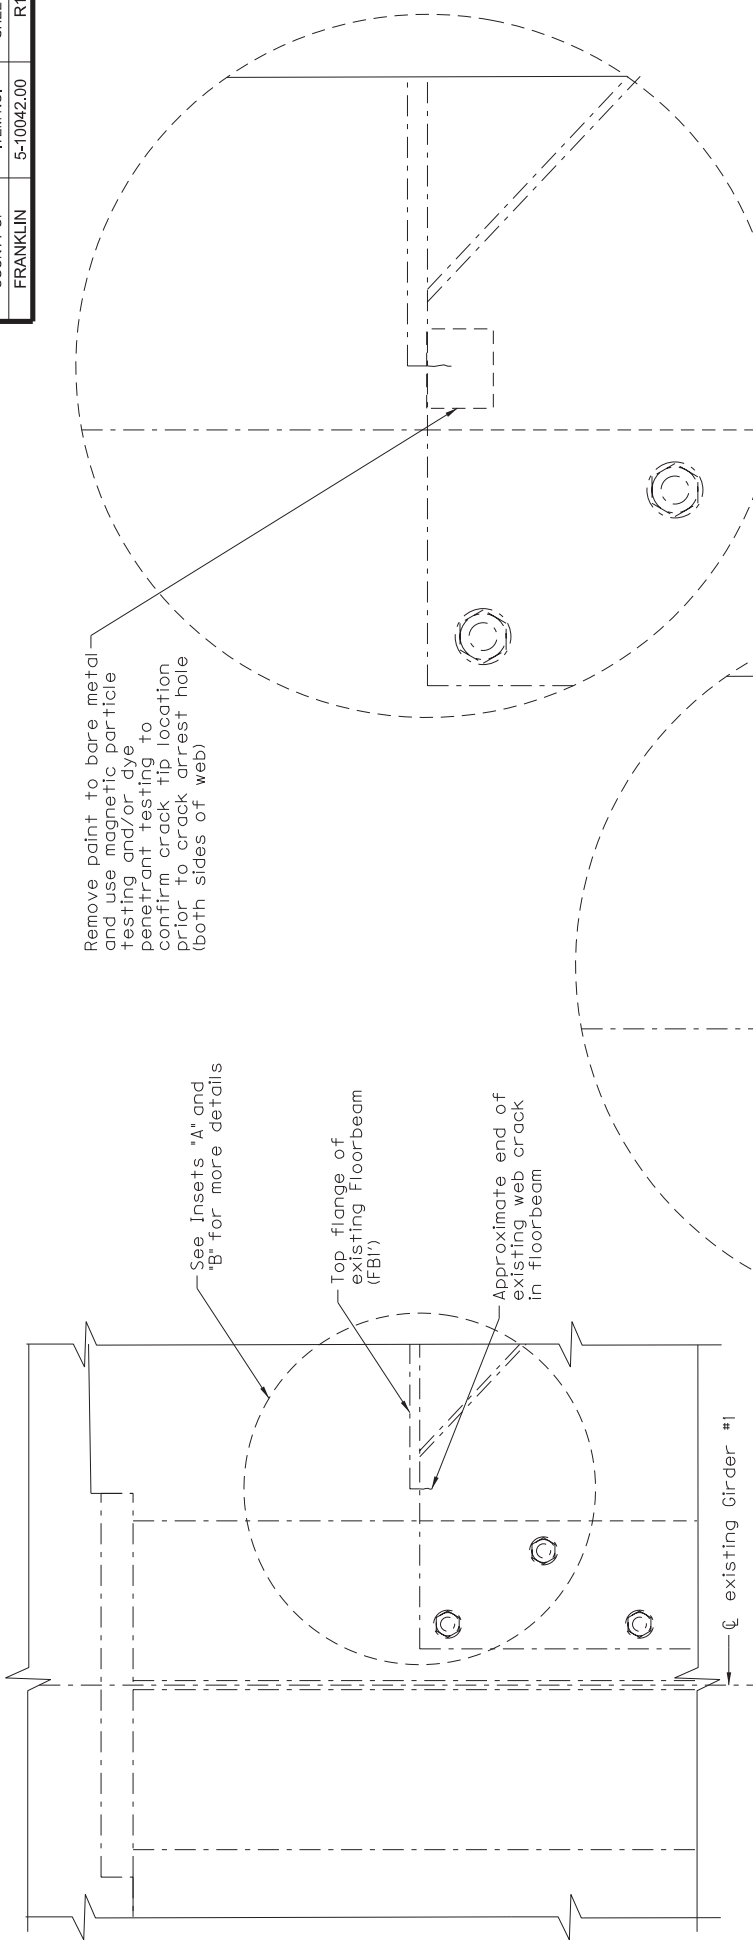 FRANKLIN
5-10042.00
R1
Remove paint to bare metal
and use magnetic particle
testing and/or dye
penetrant testing to
confirm crack tip location
prior to crack arrest hole
(both sides of web)
See Insets "A" and
"B" for more details
Top flange of
existing Floorbeam
(FB1')
Approximate end of
existing web crack
in floorbeam
℄ existing Girder #1